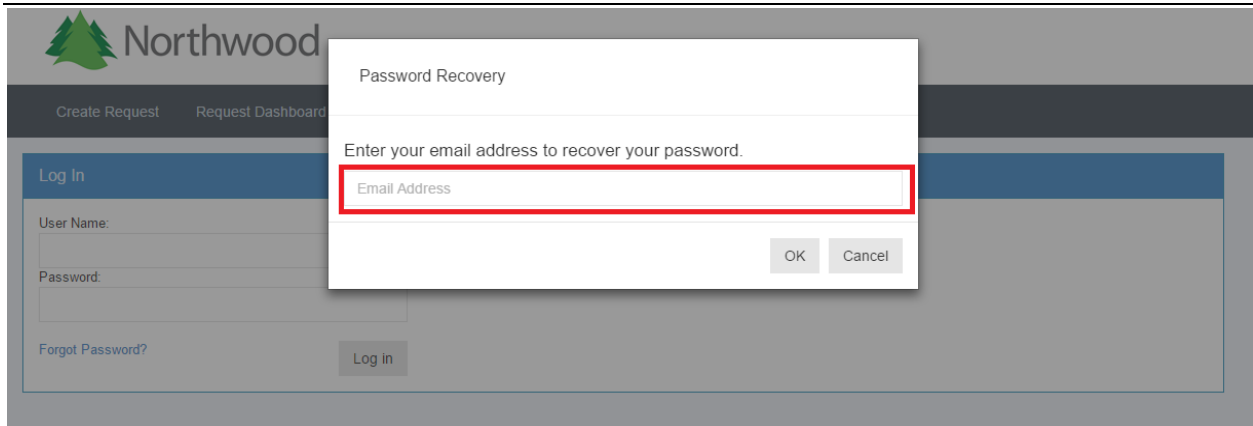 Northwood
Create Request
Request Dashboard
Password Recovery
Enter your email address to recover your password.
Email Address
OK
Cancel
Log In
User Name:
Password:
Forgot Password?
Log in